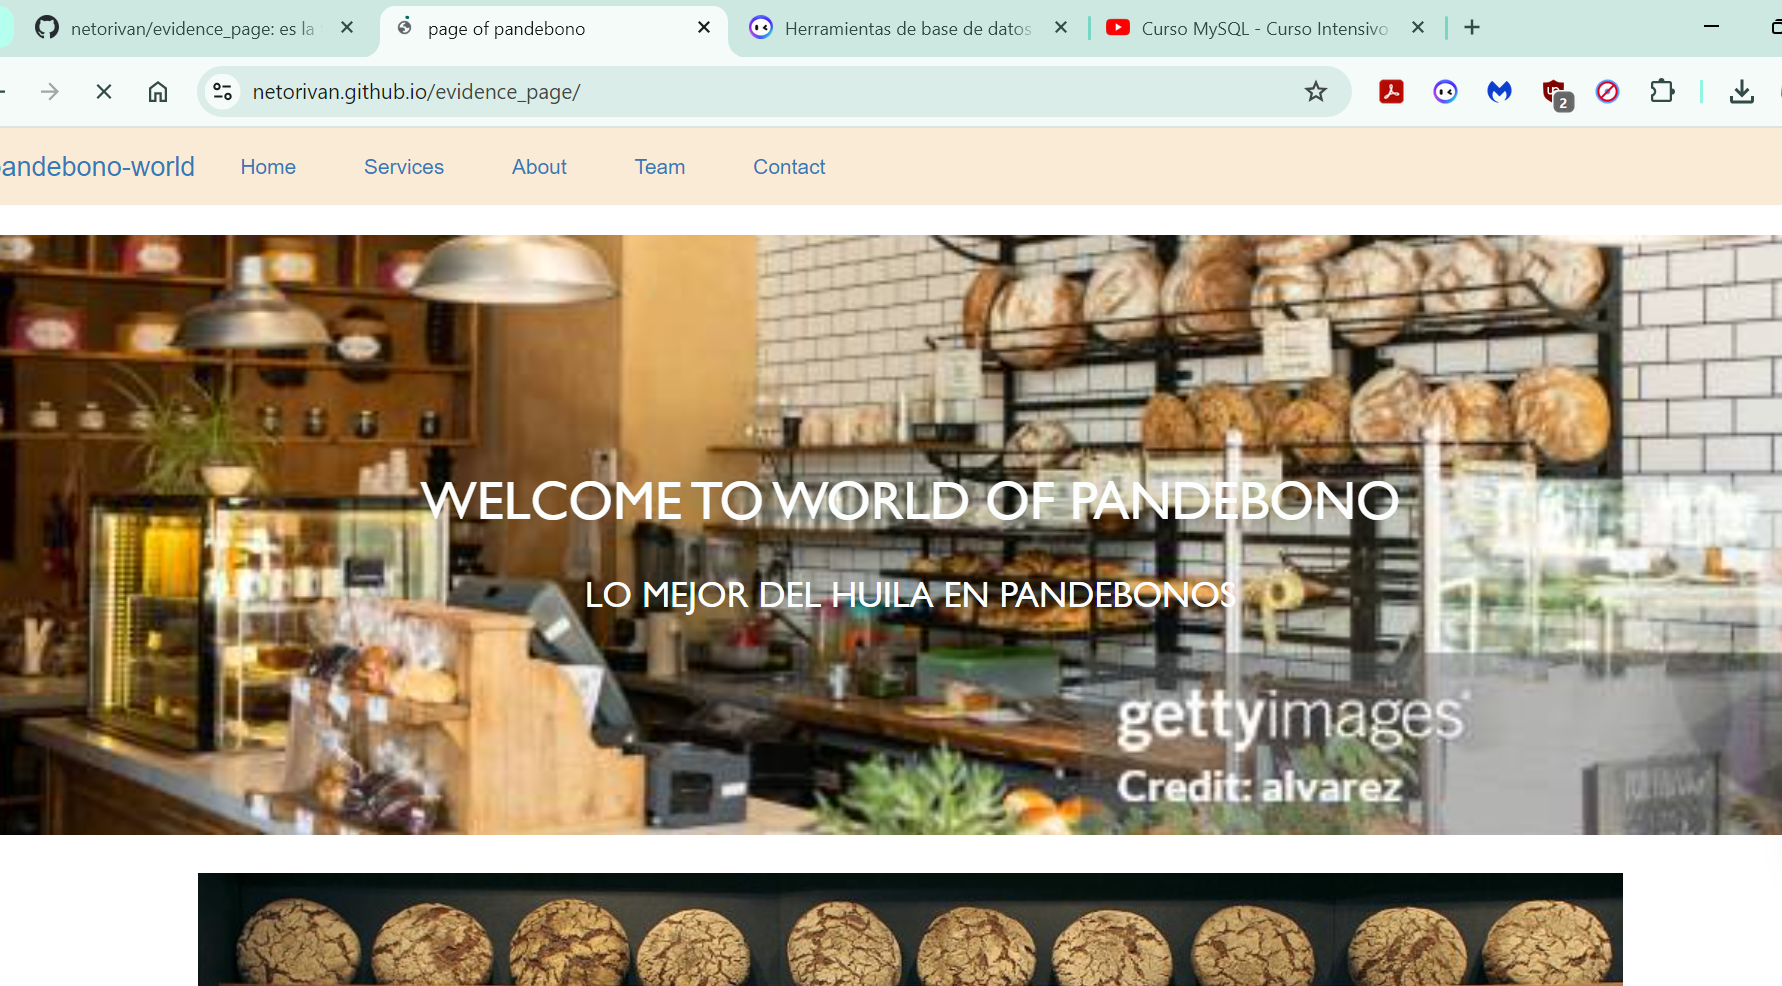 netorivan/evidence_page: es la
page of pandebono
Herramientas de base de datos
Curso MySQL - Curso Intensivo
netorivan.github.io/evidence_page/
2
andebono-world
Home
Services
About
Team
Contact
WELCOME TO WORLD OF PANDEBONO
LO MEJOR DEL HUILA EN PANDEBONOS
gettyimages
Credit: alvarez